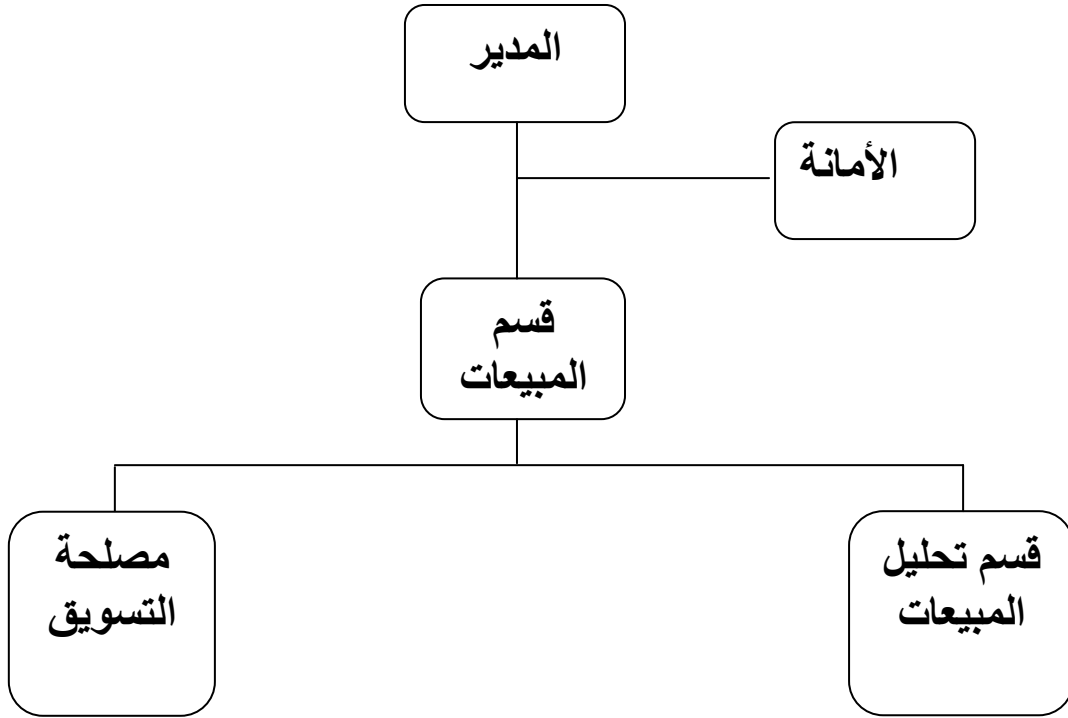 المدير
الأمانة
قسم
المبيعات
قسم تحليل
المبيعات
مصلحة
التسويق